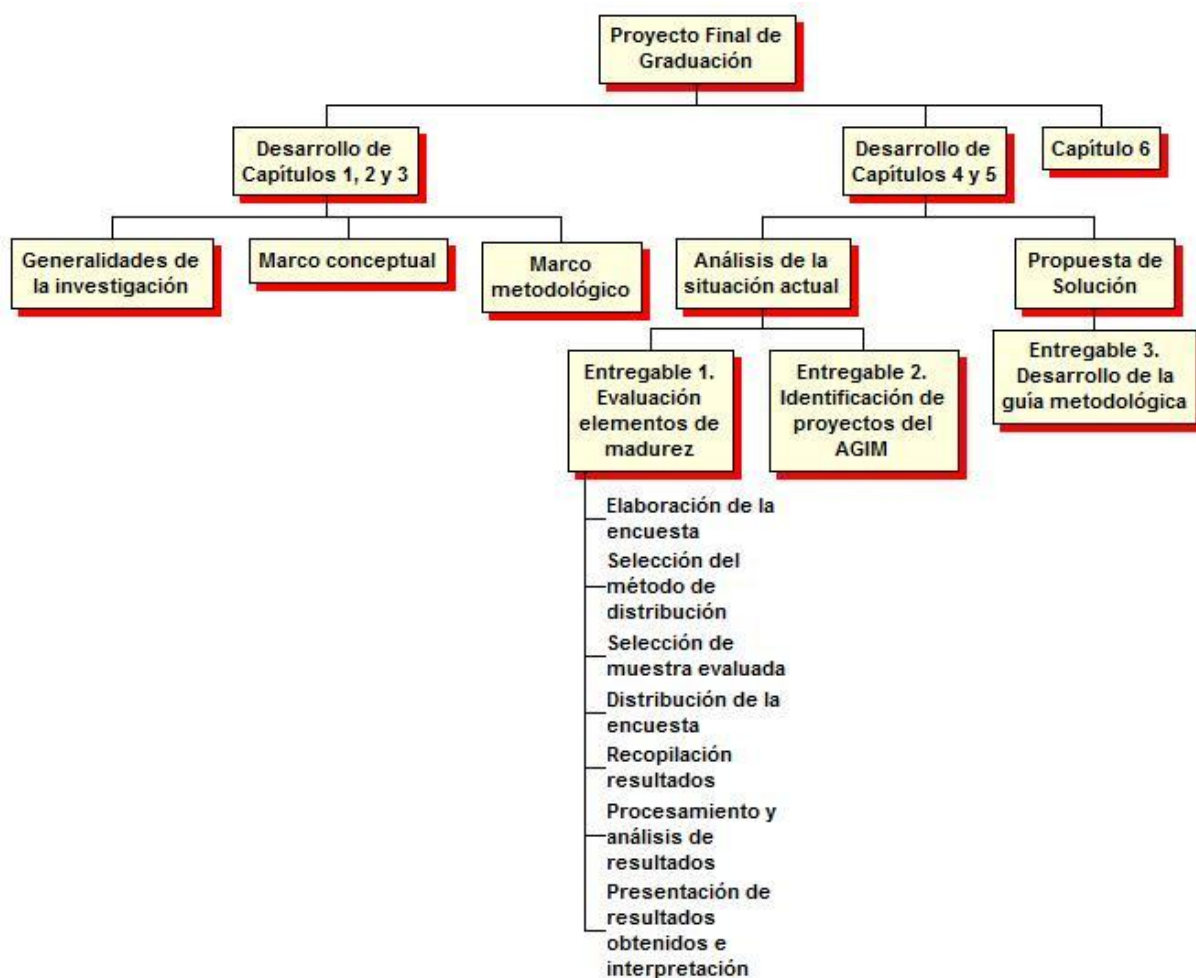 Proyecto Final de
Graduación
Desarrollo de
Capítulos 1, 2 y 3
Desarrollo de
Capítulos 4 y 5
Capítulo 6
Generalidades de
la investigación
Marco conceptual
Marco
metodológico
Análisis de la
situación actual
Propuesta de
Solución
Entregable 1.
Evaluación
elementos de
madurez
Entregable 2.
Identificación de
proyectos del
AGIM
Entregable 3.
Desarrollo de la
guía metodológica
Elaboración de la
encuesta
Selección del
método de
distribución
Selección de
muestra evaluada
Distribución de la
encuesta
Recopilación
resultados
Procesamiento y
análisis de
resultados
Presentación de
resultados
obtenidos e
interpretación